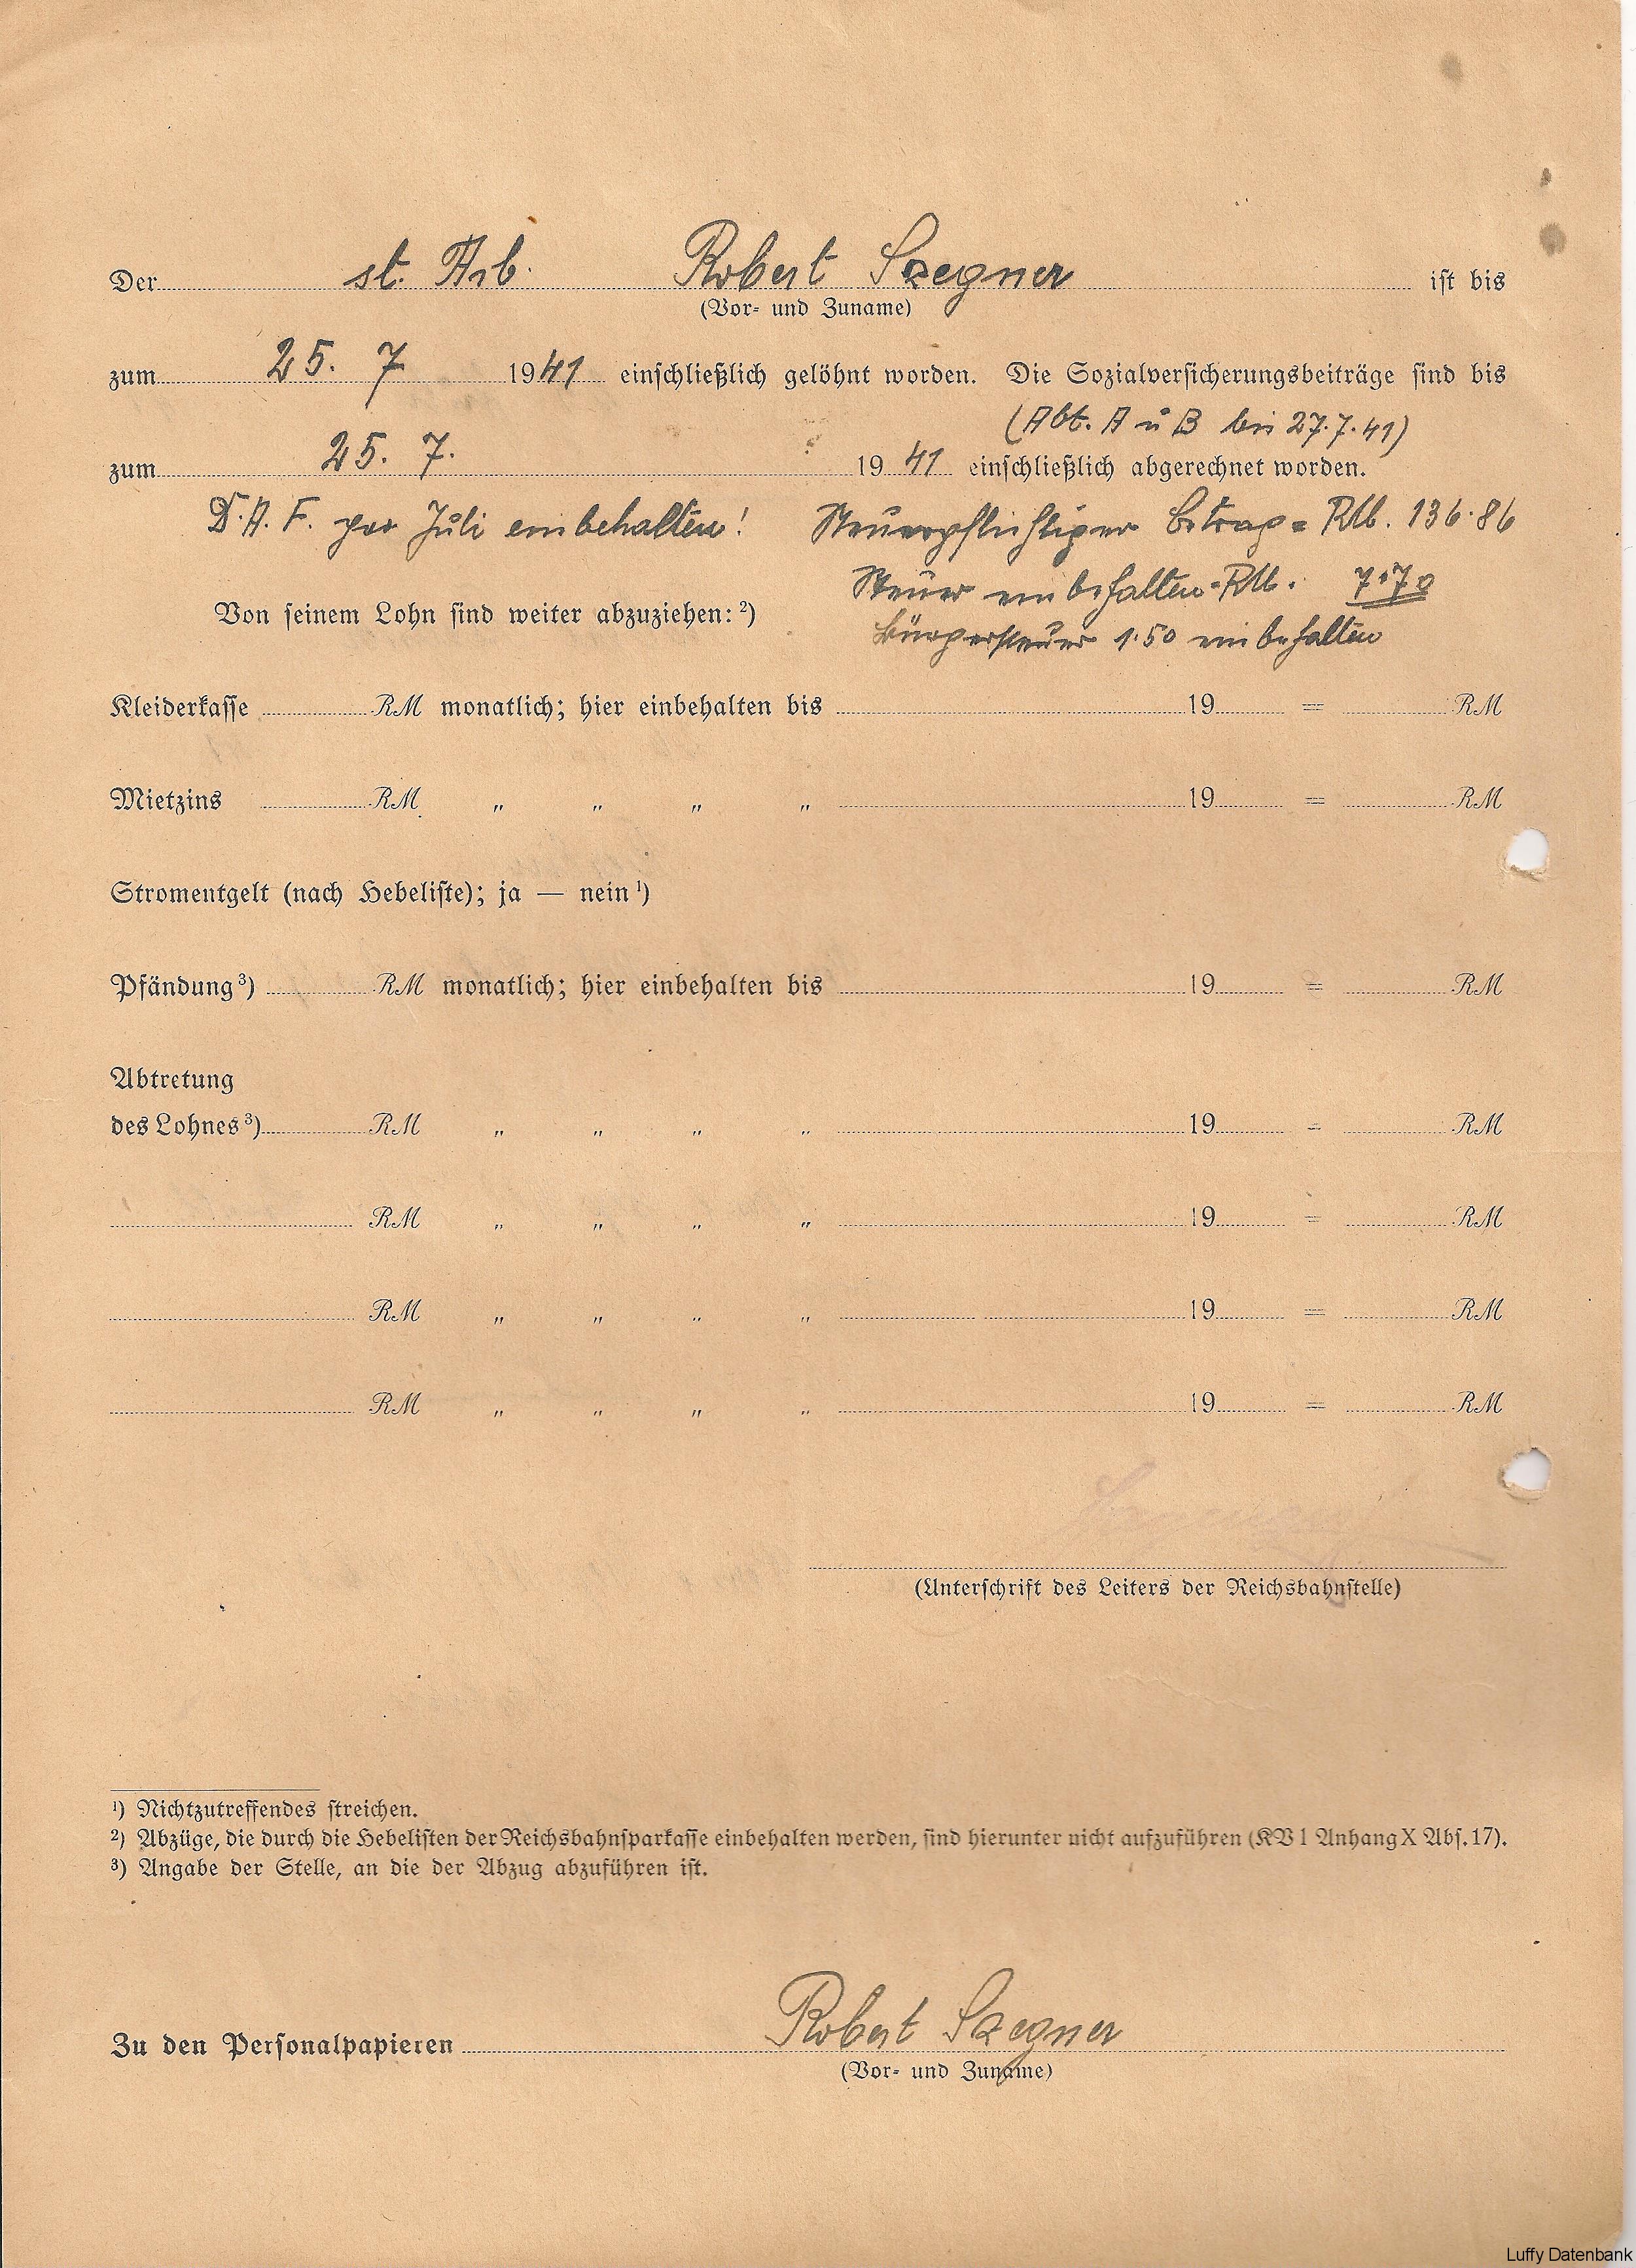 Der st. Arb. Robert Szegner ist bis
(Vor- und Zuname)
zum 25. 7. 1941 einschließlich gelöhnt worden. Die Sozialversicherungsbeiträge sind bis
(Abt. A u B bis 27.7.41)
zum 25. 7. 1941 einschließlich abgerechnet worden.
D.A.F. pro Juli einbehalten! Steuerpflichtiger Betrag = RM. 136.86
Steuer einbehalten = RM. 7.70
Von seinem Lohn sind weiter abzuziehen: ²)
Bürgersteuer 1.50 einbehalten
Kleiderkasse RM monatlich; hier einbehalten bis 19 = RM
Mietzins RM " " " " 19 = RM
Stromentgelt (nach Hebeliste); ja — nein ¹)
Pfändung ³) RM monatlich; hier einbehalten bis 19 = RM
Abtretung
des Lohnes ³) RM " " " " 19 = RM
RM " " " " 19 = RM
RM " " " " 19 = RM
RM " " " " 19 = RM
(Unterschrift des Leiters der Reichsbahnstelle)
¹) Nichtzutreffendes streichen.
²) Abzüge, die durch die Hebelisten der Reichsbahnsparkasse einbehalten werden, sind hierunter nicht aufzuführen (KV 1 Anhang X Abs. 17).
³) Angabe der Stelle, an die der Abzug abzuführen ist.
Zu den Personalpapieren Robert Szegner
(Vor- und Zuname)
Luffy Datenbank